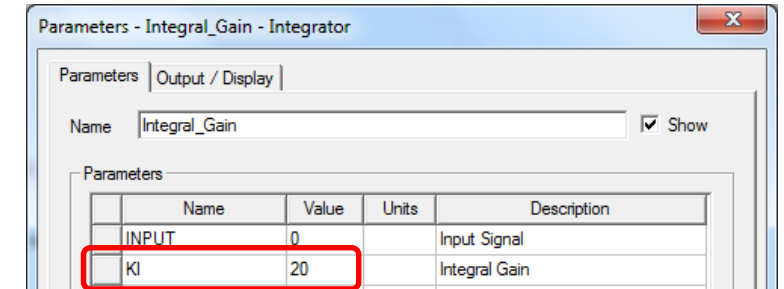 Parameters - Integral_Gain - Integrator
x
Parameters Output / Display
Name Integral_Gain Show
Parameters
Name Value Units Description
INPUT 0 Input Signal
KI 20 Integral Gain